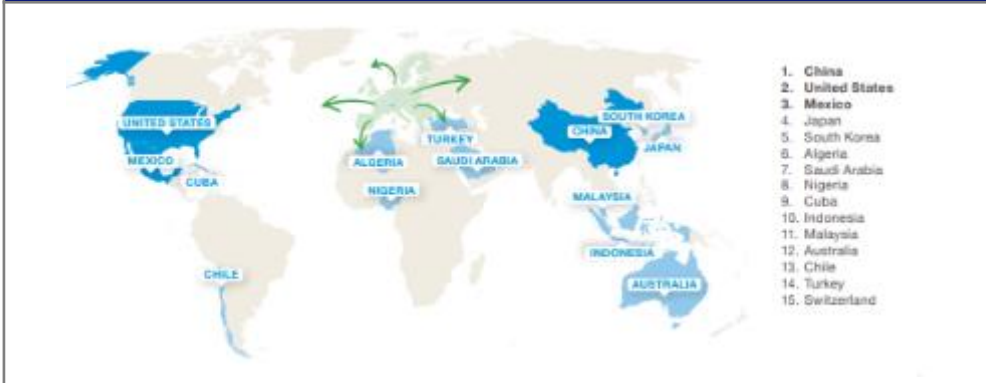 UNITED STATES
MEXICO
CUBA
CHILE
ALGERIA
NIGERIA
TURKEY
SAUDI ARABIA
SOUTH KOREA
CHINA
JAPAN
MALAYSIA
INDONESIA
AUSTRALIA
1. China
2. United States
3. Mexico
4. Japan
5. South Korea
6. Algeria
7. Saudi Arabia
8. Nigeria
9. Cuba
10. Indonesia
11. Malaysia
12. Australia
13. Chile
14. Turkey
15. Switzerland